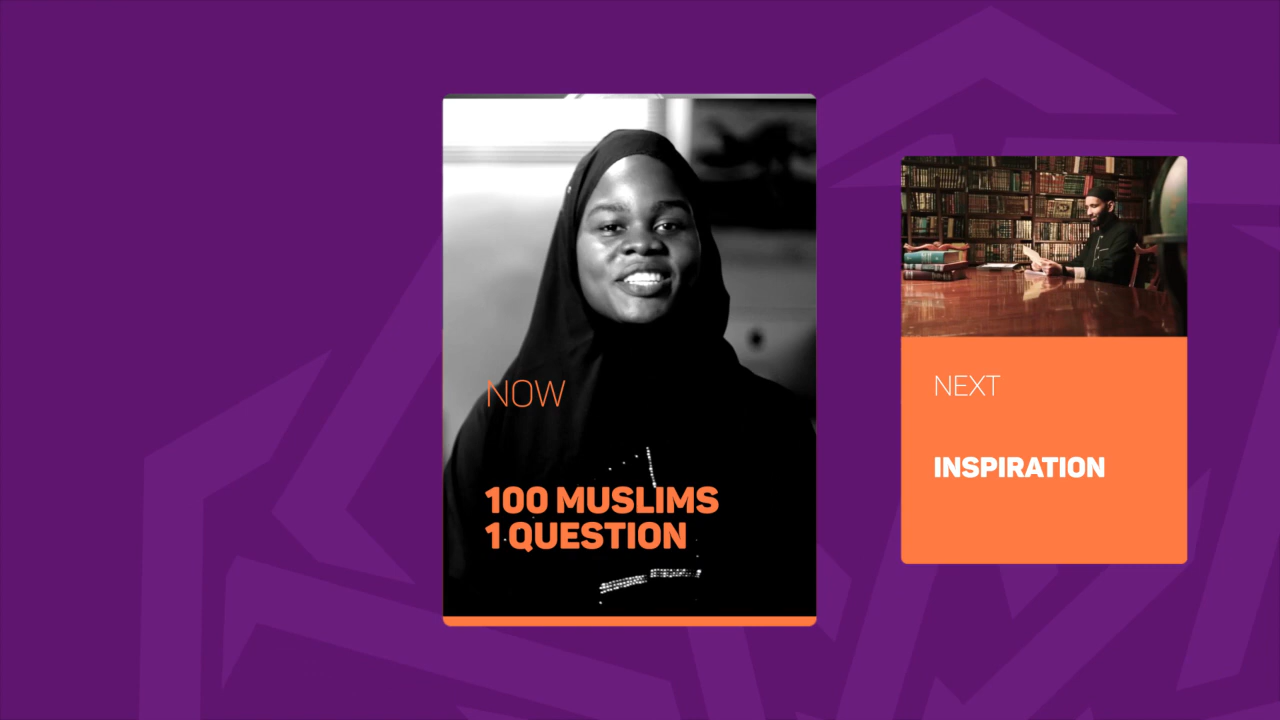 NOW
100 MUSLIMS
1 QUESTION
NEXT
INSPIRATION